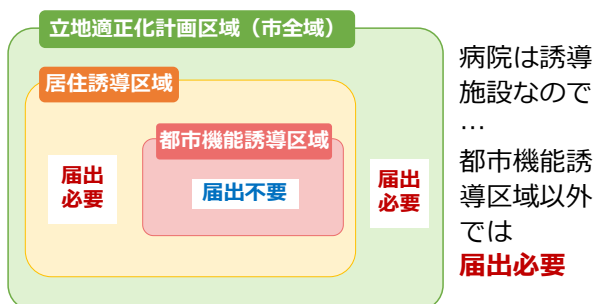 立地適正化計画区域（市全域）
居住誘導区域
都市機能誘導区域
届出
必要
届出不要
届出
必要
病院は誘導
施設なので
…
都市機能誘
導区域以外
では
届出必要